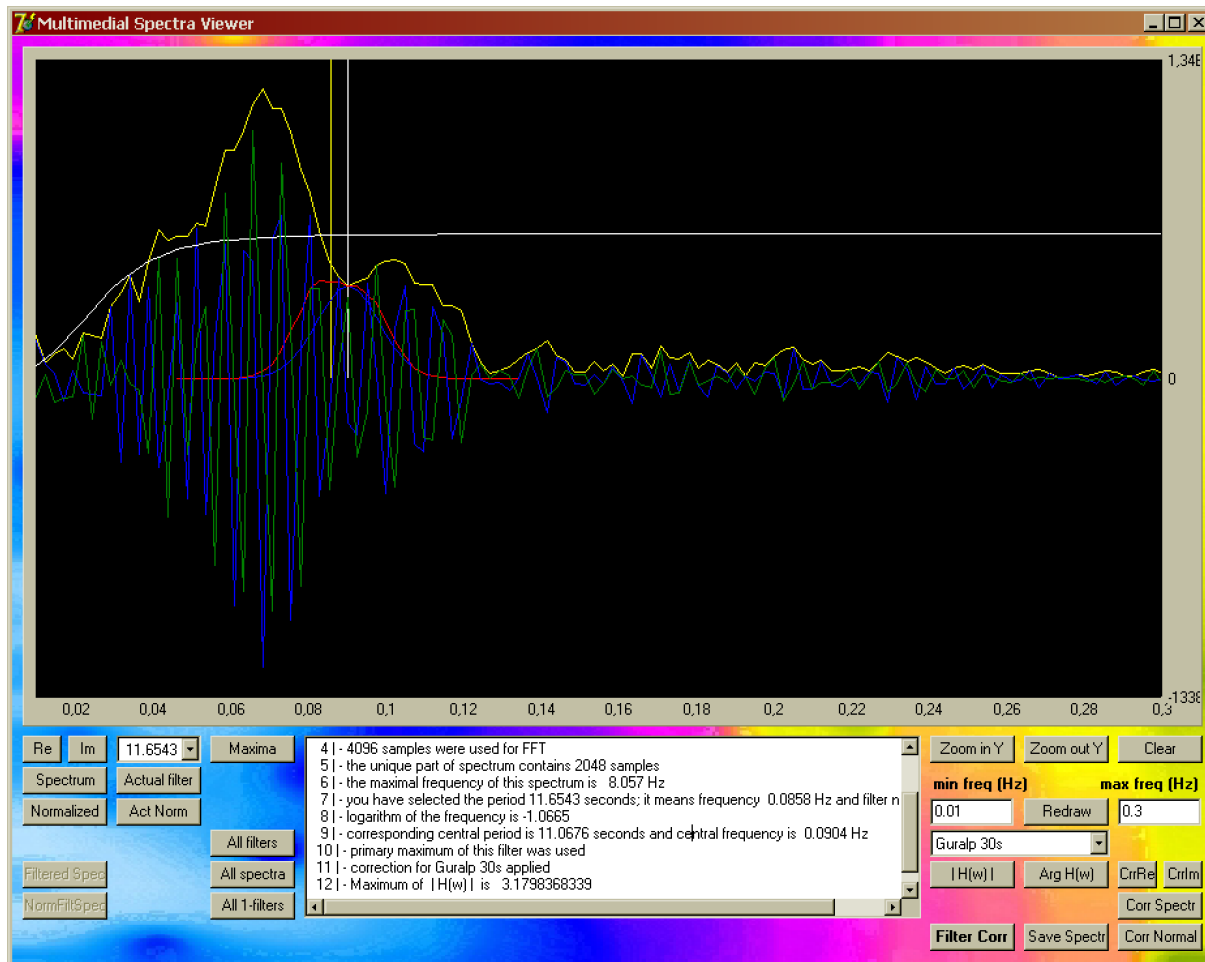 Multimedial Spectra Viewer
1,34E
0
-1338
0,02 0,04 0,06 0,08 0,1 0,12 0,14 0,16 0,18 0,2 0,22 0,24 0,26 0,28 0,3
Re Im 11.6543 Maxima
Spectrum Actual filter
Normalized Act Norm
All filters
Filtered Spec All spectra
NormFiltSpec All 1-filters
4 | - 4096 samples were used for FFT
5 | - the unique part of spectrum contains 2048 samples
6 | - the maximal frequency of this spectrum is 8.057 Hz
7 | - you have selected the period 11.6543 seconds; it means frequency 0.0858 Hz and filter n
8 | - logarithm of the frequency is -1.0665
9 | - corresponding central period is 11.0676 seconds and central frequency is 0.0904 Hz
10 | - primary maximum of this filter was used
11 | - correction for Guralp 30s applied
12 | - Maximum of | H(w) | is 3.1798368339
Zoom in Y Zoom out Y Clear
min freq (Hz) max freq (Hz)
0.01 Redraw 0.3
Guralp 30s
| H(w) | Arg H(w) CrrRe CrrIm
Corr Spectr
Filter Corr Save Spectr Corr Normal